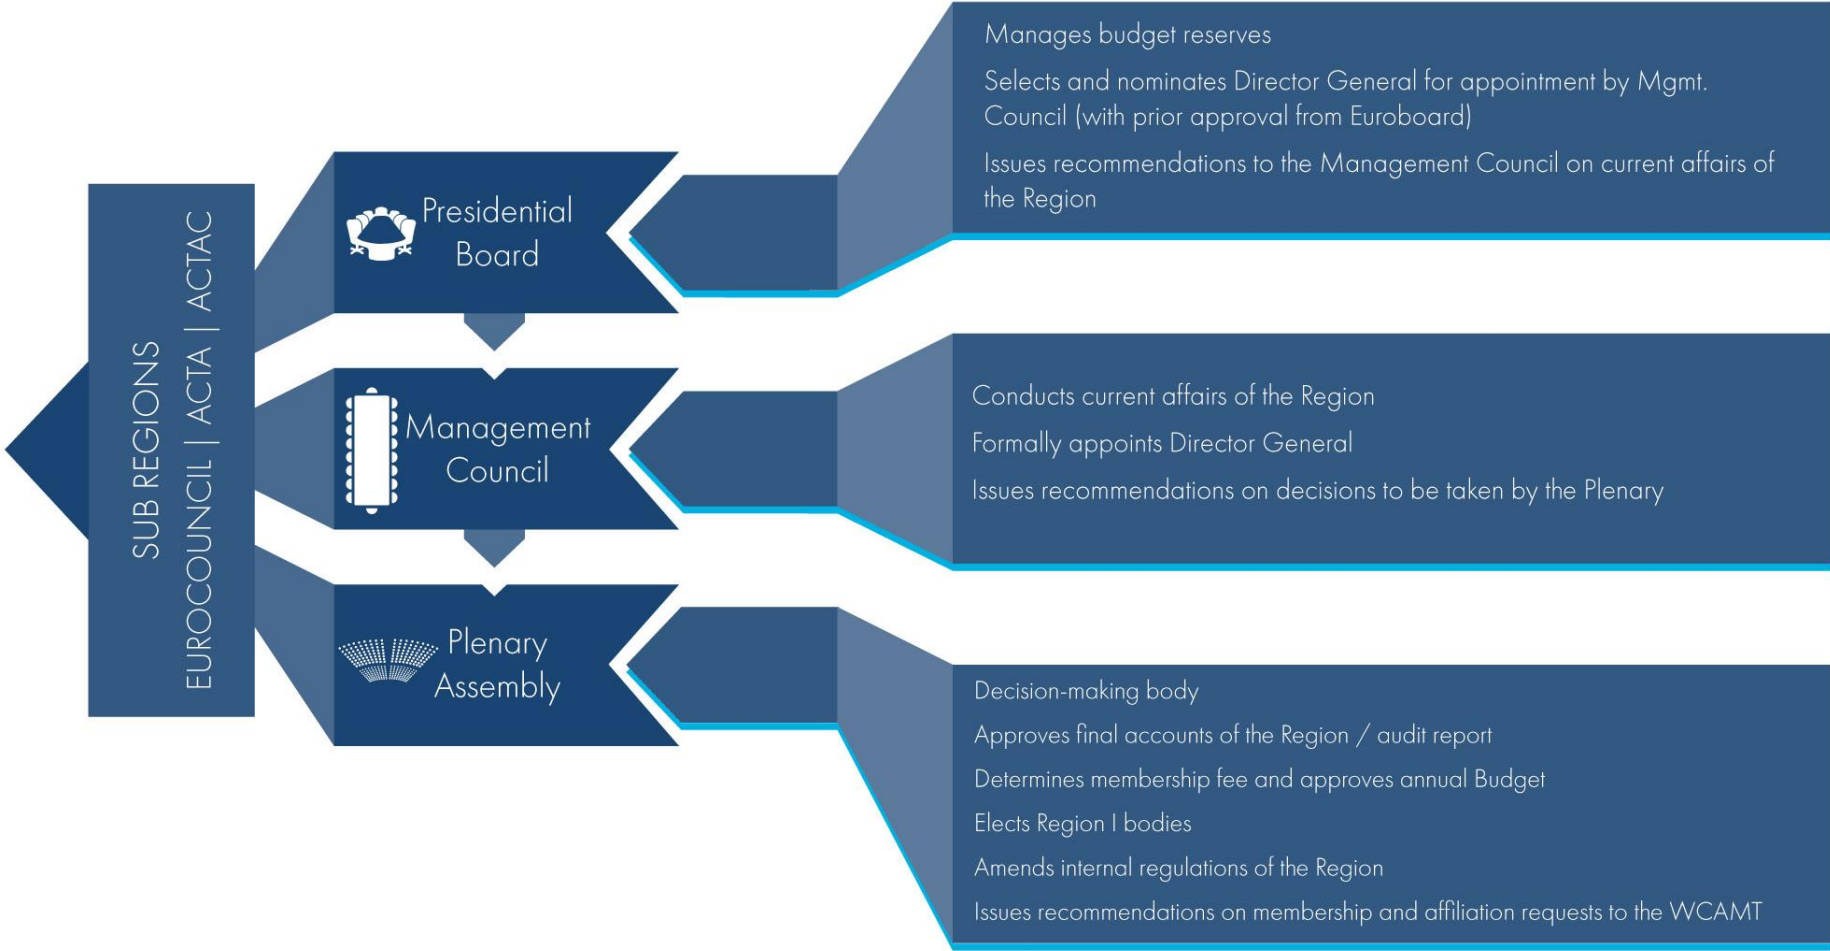 SUB REGIONS
EUROCOUNCIL | ACTA | ACTAC
Presidential
Board
Manages budget reserves
Selects and nominates Director General for appointment by Mgmt.
Council (with prior approval from Euroboard)
Issues recommendations to the Management Council on current affairs of
the Region
Management
Council
Conducts current affairs of the Region
Formally appoints Director General
Issues recommendations on decisions to be taken by the Plenary
Plenary
Assembly
Decision-making body
Approves final accounts of the Region / audit report
Determines membership fee and approves annual Budget
Elects Region I bodies
Amends internal regulations of the Region
Issues recommendations on membership and affiliation requests to the WCAMT